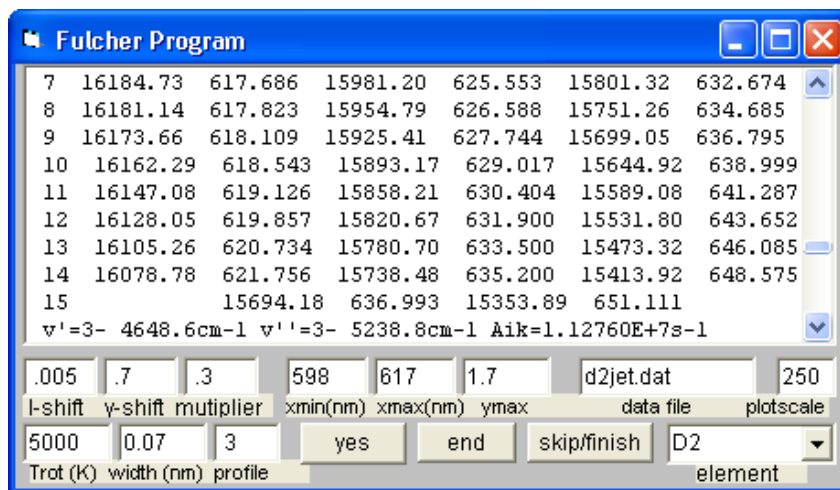 Fulcher Program
7 16184.73 617.686 15981.20 625.553 15801.32 632.674
8 16181.14 617.823 15954.79 626.588 15751.26 634.685
9 16173.66 618.109 15925.41 627.744 15699.05 636.795
10 16162.29 618.543 15893.17 629.017 15644.92 638.999
11 16147.08 619.126 15858.21 630.404 15589.08 641.287
12 16128.05 619.857 15820.67 631.900 15531.80 643.652
13 16105.26 620.734 15780.70 633.500 15473.32 646.085
14 16078.78 621.756 15738.48 635.200 15413.92 648.575
15 15694.18 636.993 15353.89 651.111
v'=3- 4648.6cm-1 v''=3- 5238.8cm-1 Aik=1.12760E+7s-1
.005 .7 .3 598 617 1.7 d2jet.dat 250
I-shift y-shift mutiplier xmin(nm) xmax(nm) ymax data file plotscale
5000 0.07 3 yes end skip/finish D2
Trot (K) width (nm) profile element